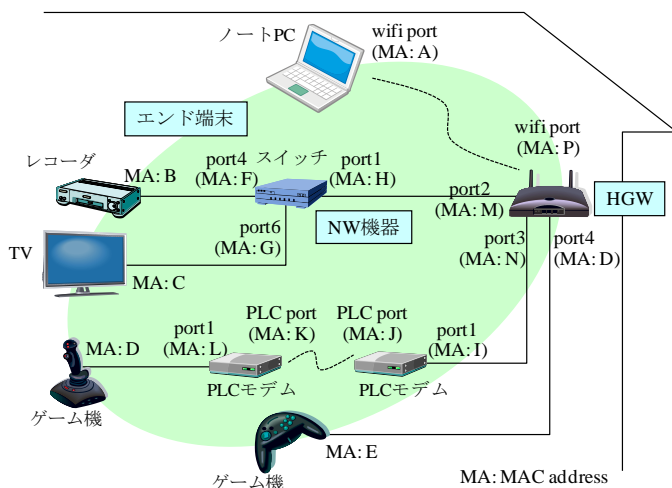 ノートPC
wifi port
(MA: A)
エンド端末
wifi port
(MA: P)
レコーダ
MA: B
port4
(MA: F)
スイッチ
port1
(MA: H)
port2
(MA: M)
HGW
TV
port6
(MA: G)
NW機器
port3
(MA: N)
port4
(MA: D)
MA: C
MA: D
port1
(MA: L)
PLC port
(MA: K)
PLC port
(MA: J)
port1
(MA: I)
PLCモデム
PLCモデム
ゲーム機
MA: E
ゲーム機
MA: MAC address